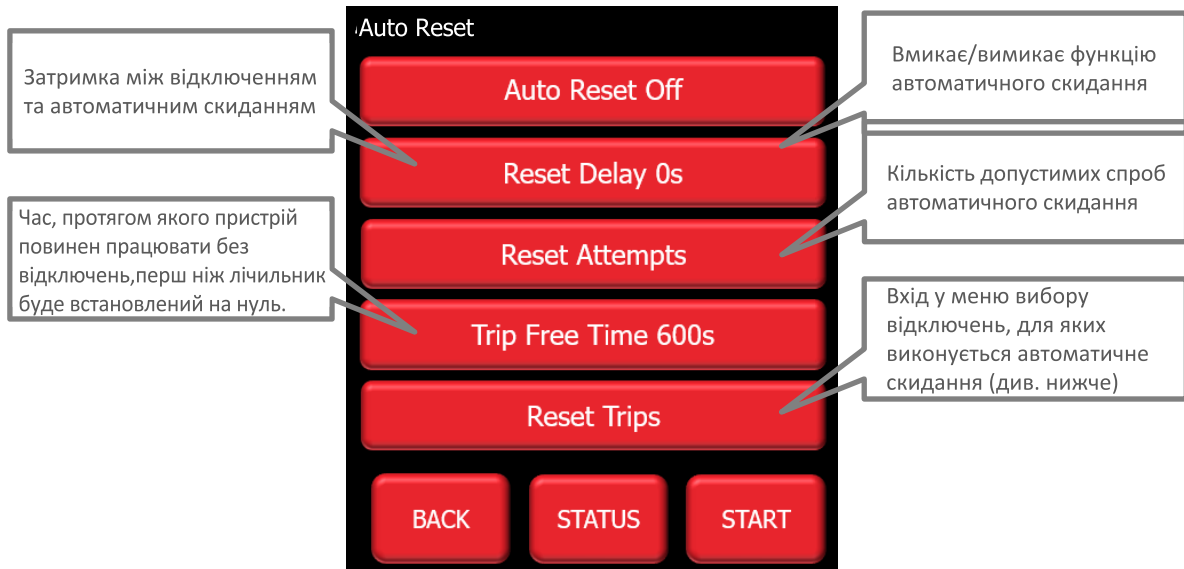 Auto Reset
Затримка між відключенням
та автоматичним скиданням
Auto Reset Off
Вмикає/вимикає функцію
автоматичного скидання
Reset Delay 0s
Кількість допустимих спроб
автоматичного скидання
Час, протягом якого пристрій
повинен працювати без
відключень,перш ніж лічильник
буде встановлений на нуль.
Reset Attempts
Trip Free Time 600s
Вхід у меню вибору
відключень, для яких
виконується автоматичне
скидання (див. нижче)
Reset Trips
BACK
STATUS
START